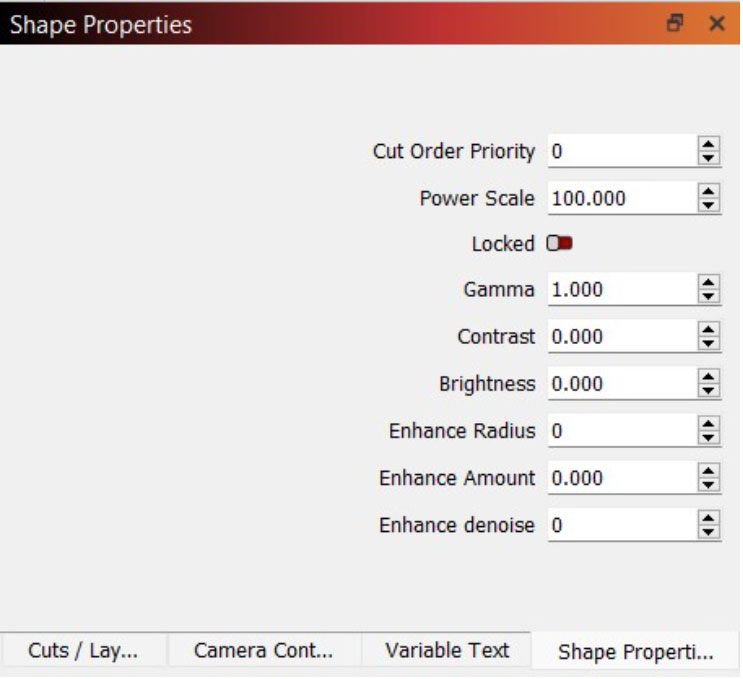 Shape Properties
Cut Order Priority 0
Power Scale 100.000
Locked
Gamma 1.000
Contrast 0.000
Brightness 0.000
Enhance Radius 0
Enhance Amount 0.000
Enhance denoise 0
Cuts / Lay... Camera Cont... Variable Text Shape Properti...